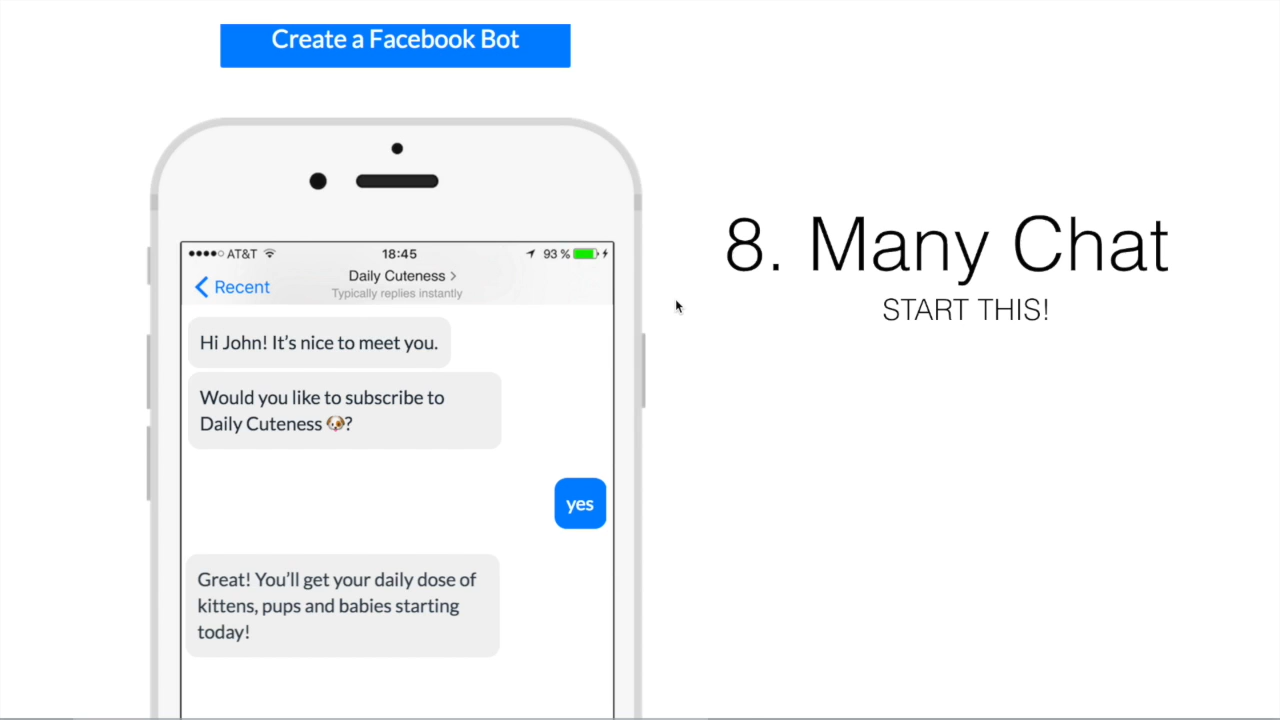 Create a Facebook Bot
AT&T 18:45 93 %
Recent
Daily Cuteness
Typically replies instantly
Hi John! It’s nice to meet you.
Would you like to subscribe to
Daily Cuteness 🐶?
yes
Great! You’ll get your daily dose of
kittens, pups and babies starting
today!
8. Many Chat
START THIS!